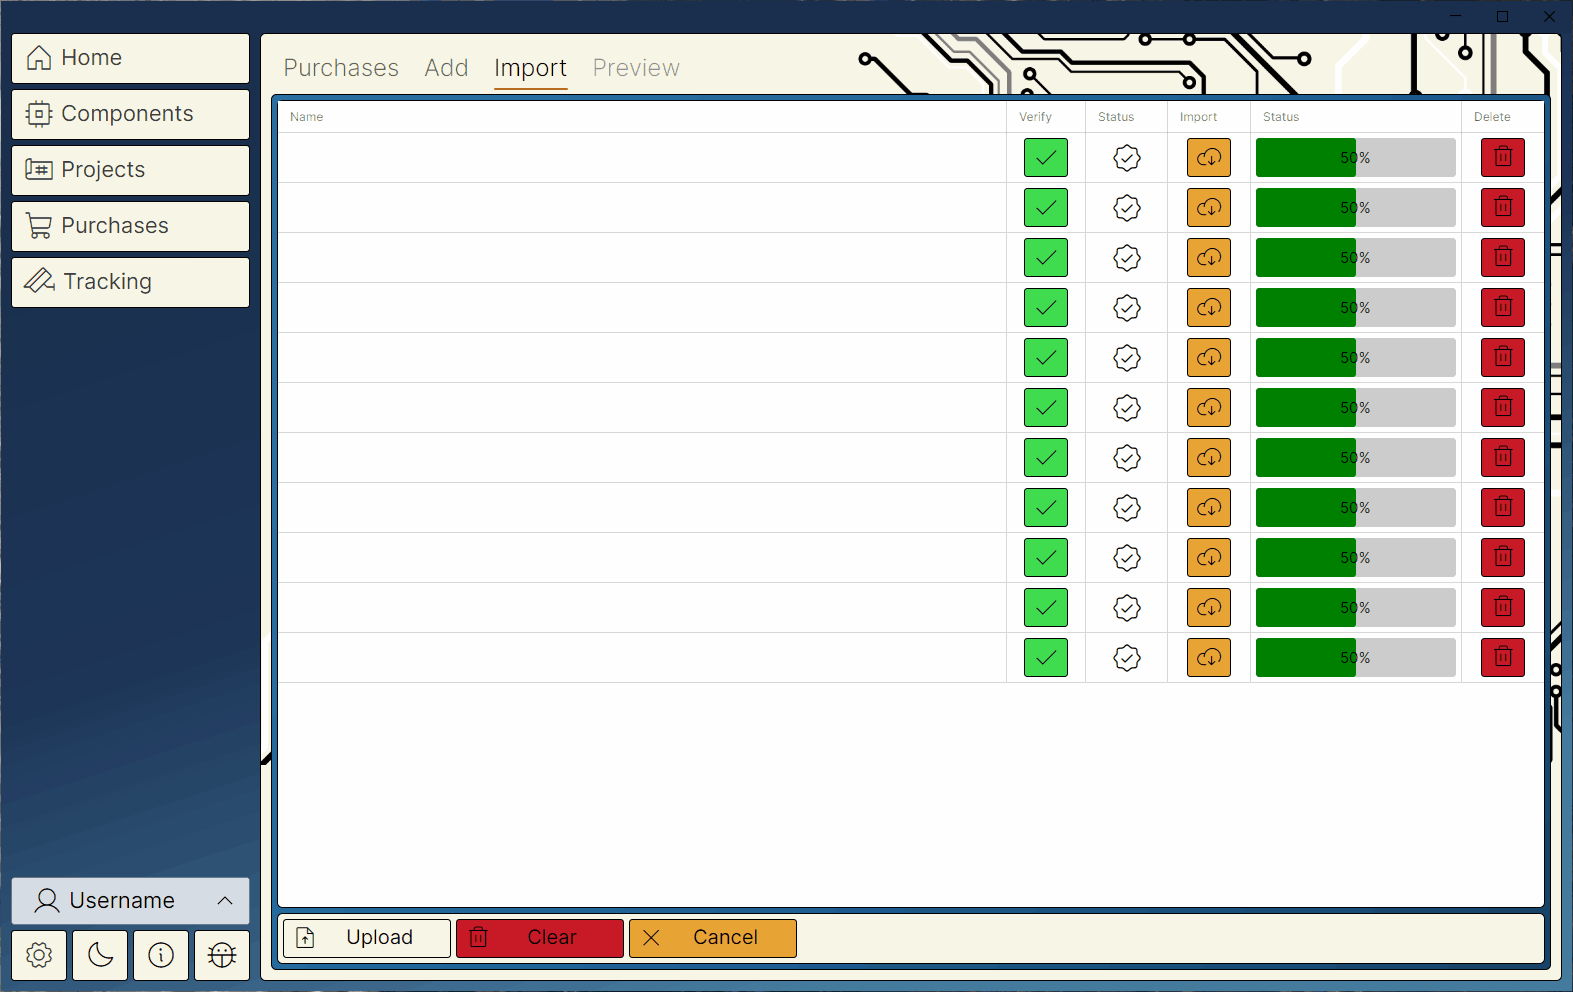 Home
Components
Projects
Purchases
Tracking
Username
Purchases Add Import Preview
Name Verify Status Import Status Delete
50%
50%
50%
50%
50%
50%
50%
50%
50%
50%
50%
Upload Clear Cancel